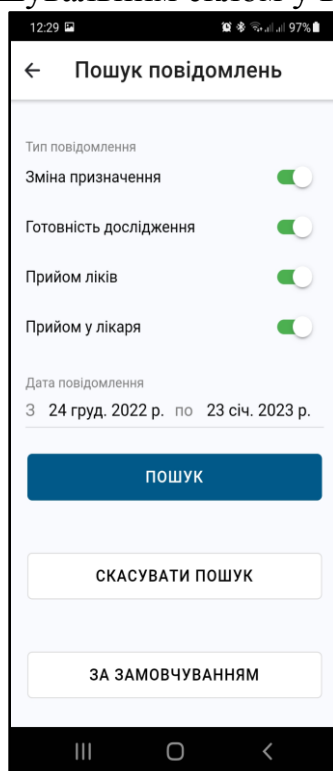 12:29 97%
Пошук повідомлень
Тип повідомлення
Зміна призначення
Готовність дослідження
Прийом ліків
Прийом у лікаря
Дата повідомлення
З 24 груд. 2022 р. по 23 січ. 2023 р.
ПОШУК
СКАСУВАТИ ПОШУК
ЗА ЗАМОВЧУВАННЯМ